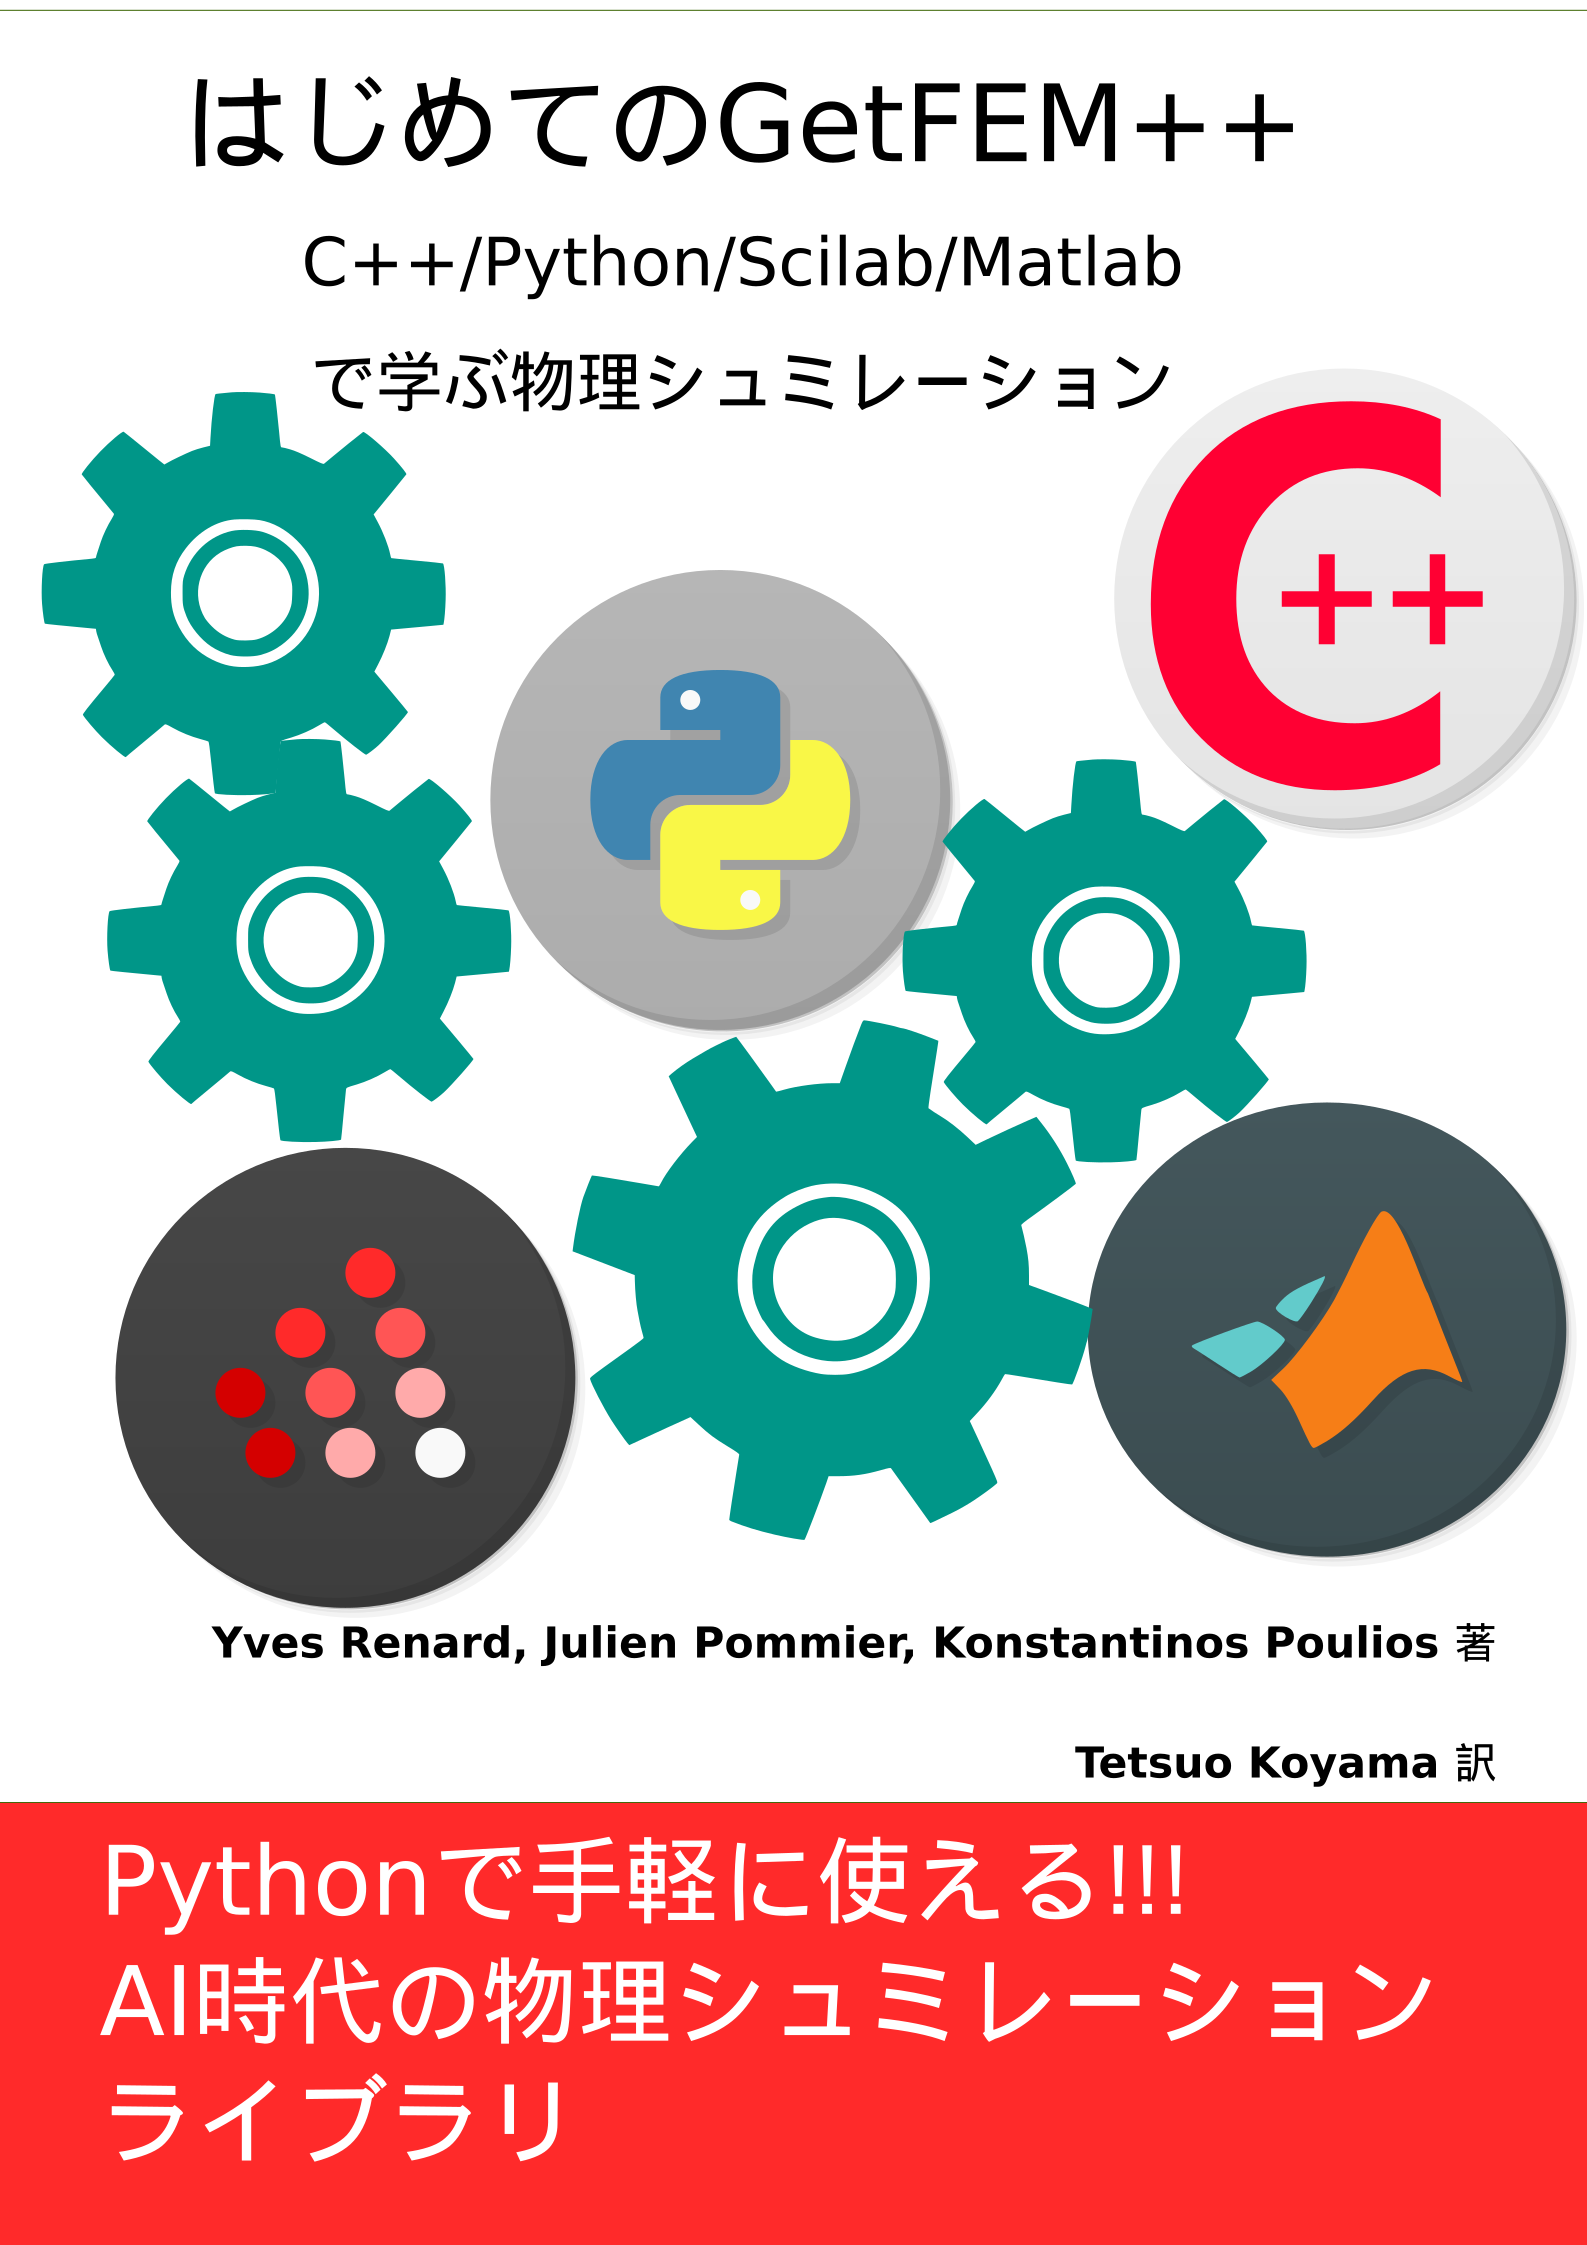 はじめてのGetFEM++
C++/Python/Scilab/Matlab
で学ぶ物理シュミレーション
C++
Yves Renard, Julien Pommier, Konstantinos Poulios 著
Tetsuo Koyama 訳
Pythonで手軽に使える!!!
AI時代の物理シュミレーション
ライブラリ